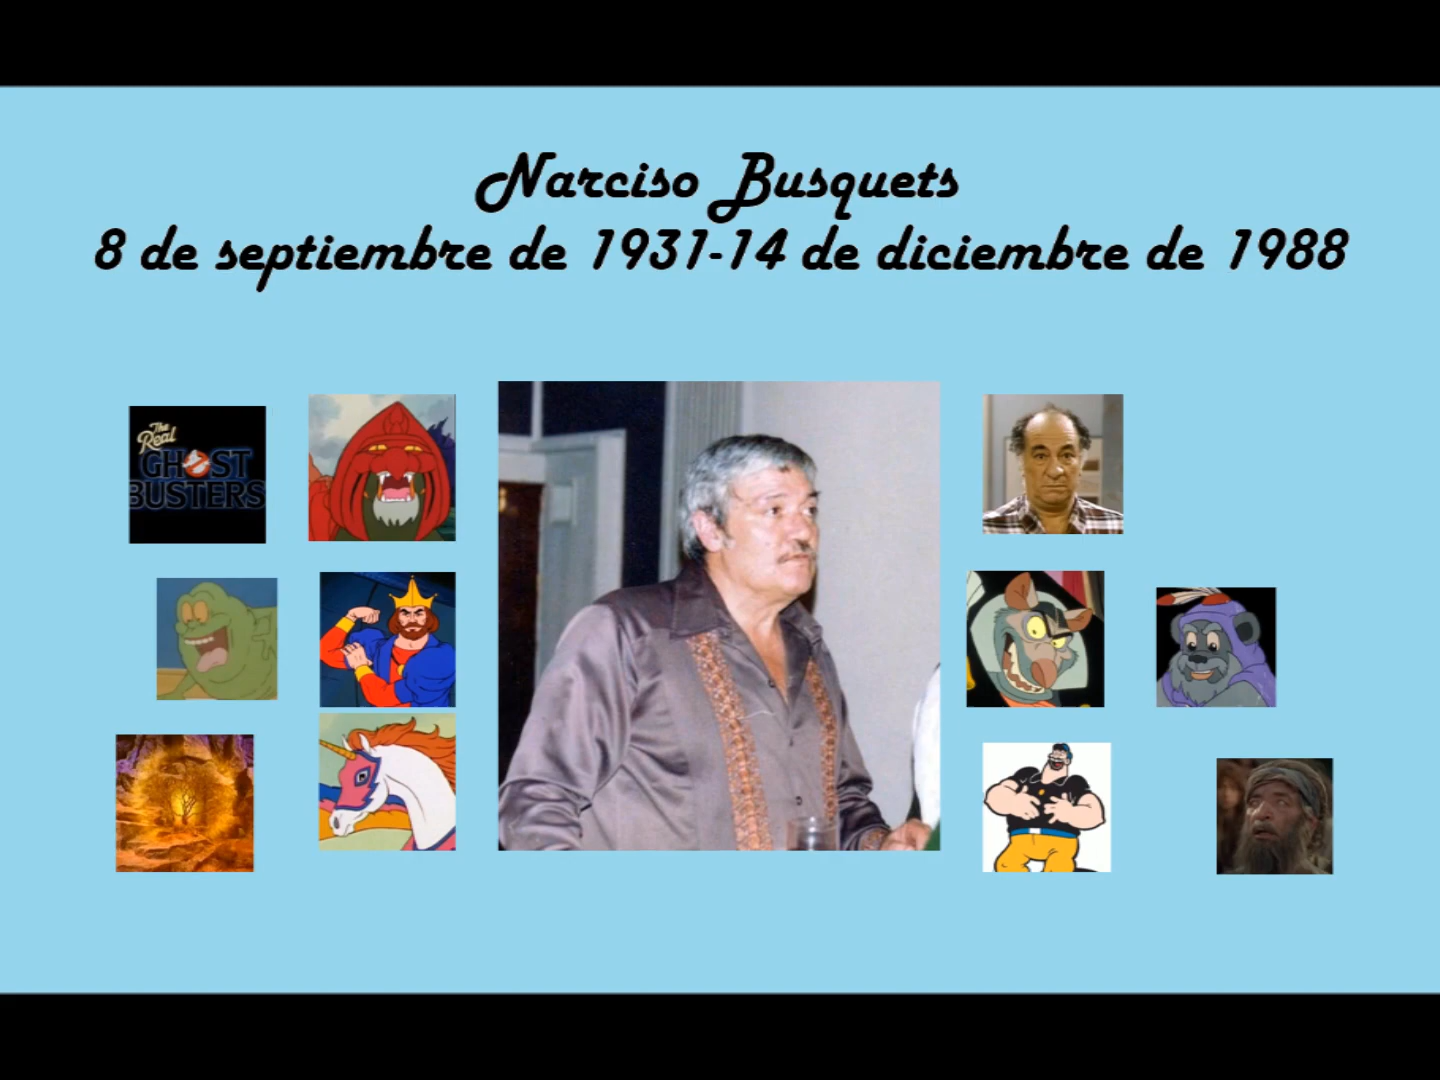 Narciso Busquets
8 de septiembre de 1931-14 de diciembre de 1988
The
Real
GHOST
BUSTERS